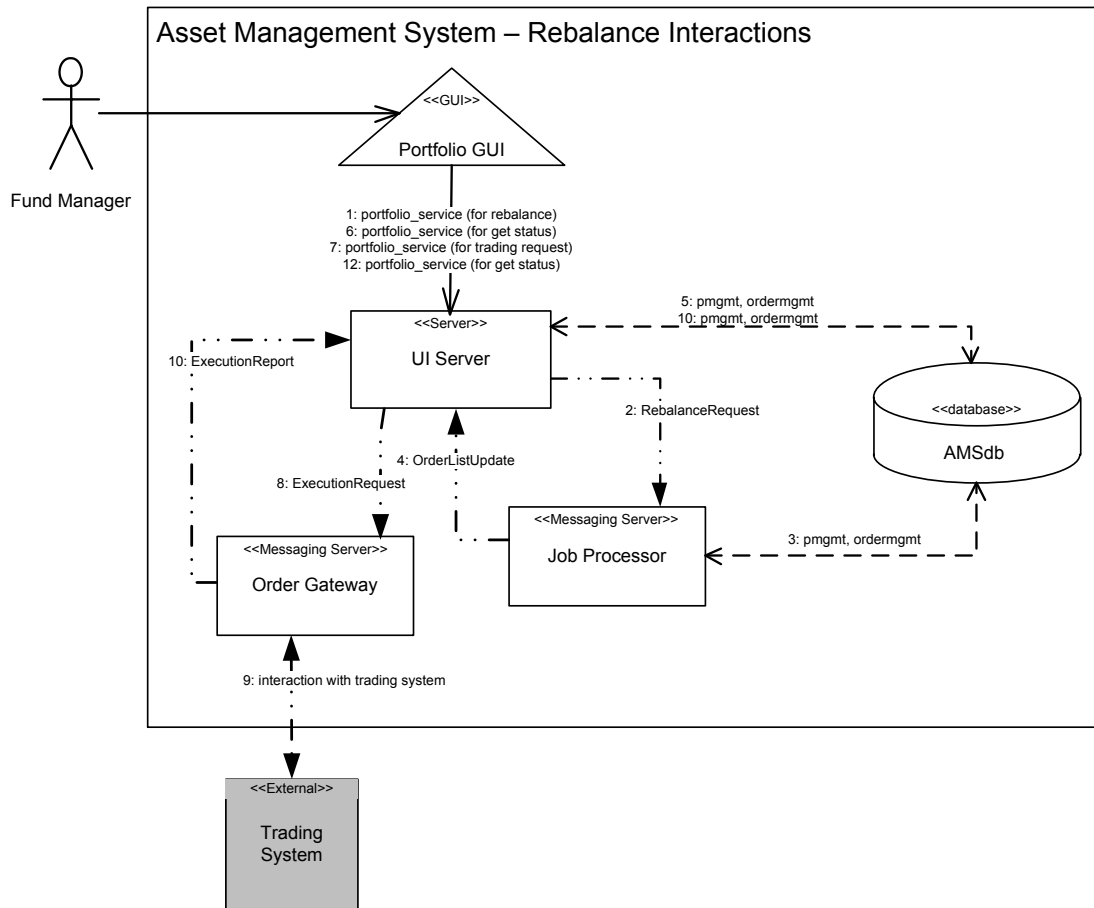 Asset Management System – Rebalance Interactions
<<GUI>>
Portfolio GUI
Fund Manager
1: portfolio_service (for rebalance)
6: portfolio_service (for get status)
7: portfolio_service (for trading request)
12: portfolio_service (for get status)
5: pmgmt, ordermgmt
10: pmgmt, ordermgmt
<<Server>>
UI Server
10: ExecutionReport
2: RebalanceRequest
<<database>>
AMSdb
4: OrderListUpdate
8: ExecutionRequest
<<Messaging Server>>
Job Processor
3: pmgmt, ordermgmt
<<Messaging Server>>
Order Gateway
9: interaction with trading system
<<External>>
Trading
System